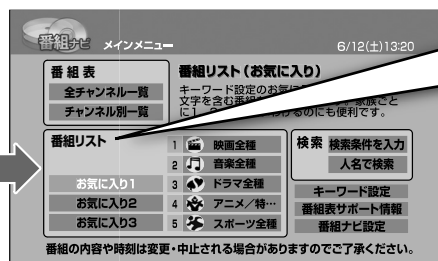 番組ナビ メインメニュー 6/12(土)13:20
番組表
全チャンネル一覧
チャンネル別一覧
番組リスト(お気に入り)
キーワード設定のお気に
文字を含む番組
家族ごと
に1
けるのにも便利です。
番組リスト
お気に入り1
お気に入り2
お気に入り3
1 映画全種
2 音楽全種
3 ドラマ全種
4 アニメ/特…
5 スポーツ全種
検索 検索条件を入力
人名で検索
キーワード設定
番組表サポート情報
番組ナビ設定
番組の内容や時刻は変更・中止される場合がありますのでご了承ください。